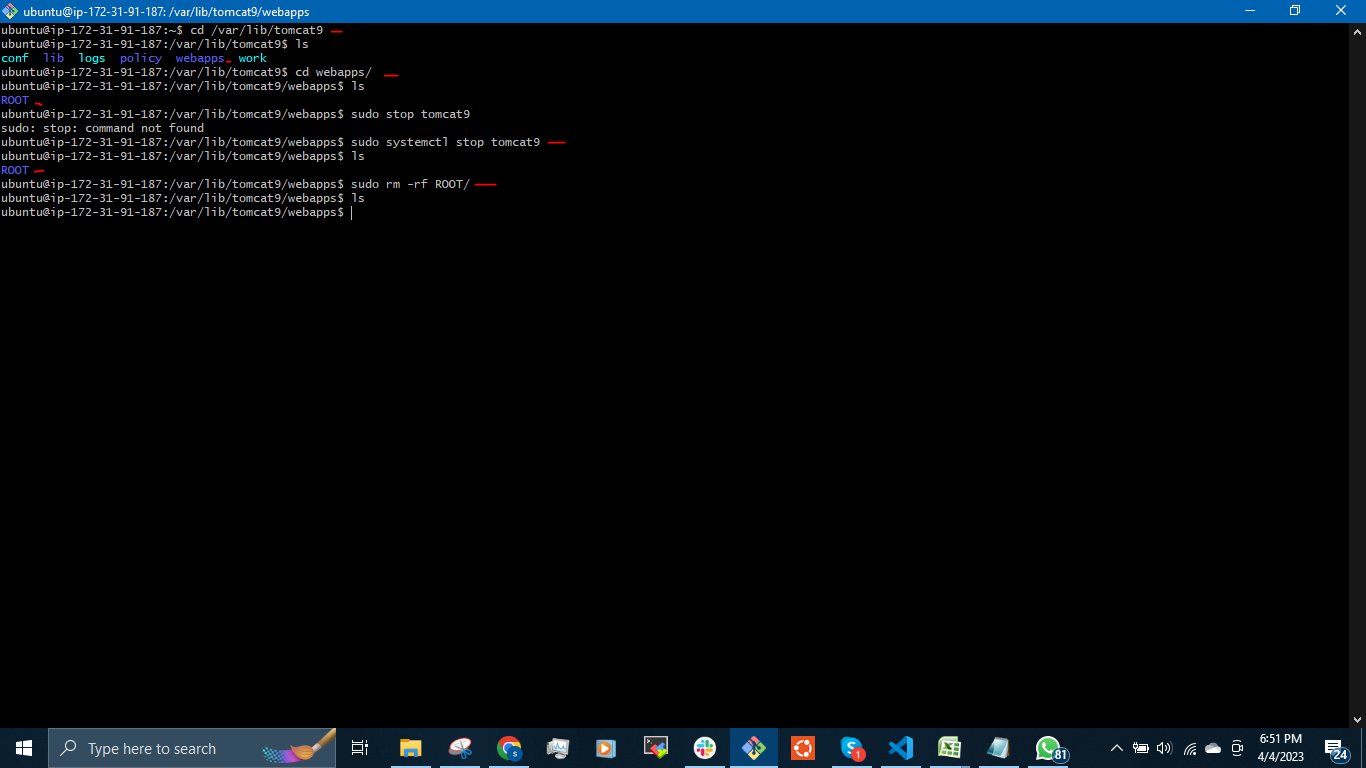 ubuntu@ip-172-31-91-187: /var/lib/tomcat9/webapps
ubuntu@ip-172-31-91-187:~$ cd /var/lib/tomcat9
ubuntu@ip-172-31-91-187:/var/lib/tomcat9$ ls
conf lib logs policy webapps work
ubuntu@ip-172-31-91-187:/var/lib/tomcat9$ cd webapps/
ubuntu@ip-172-31-91-187:/var/lib/tomcat9/webapps$ ls
ROOT
ubuntu@ip-172-31-91-187:/var/lib/tomcat9/webapps$ sudo stop tomcat9
sudo: stop: command not found
ubuntu@ip-172-31-91-187:/var/lib/tomcat9/webapps$ sudo systemctl stop tomcat9
ubuntu@ip-172-31-91-187:/var/lib/tomcat9/webapps$ ls
ROOT
ubuntu@ip-172-31-91-187:/var/lib/tomcat9/webapps$ sudo rm -rf ROOT/
ubuntu@ip-172-31-91-187:/var/lib/tomcat9/webapps$ ls
ubuntu@ip-172-31-91-187:/var/lib/tomcat9/webapps$
Type here to search
S
1
81
6:51 PM
4/4/2023
24